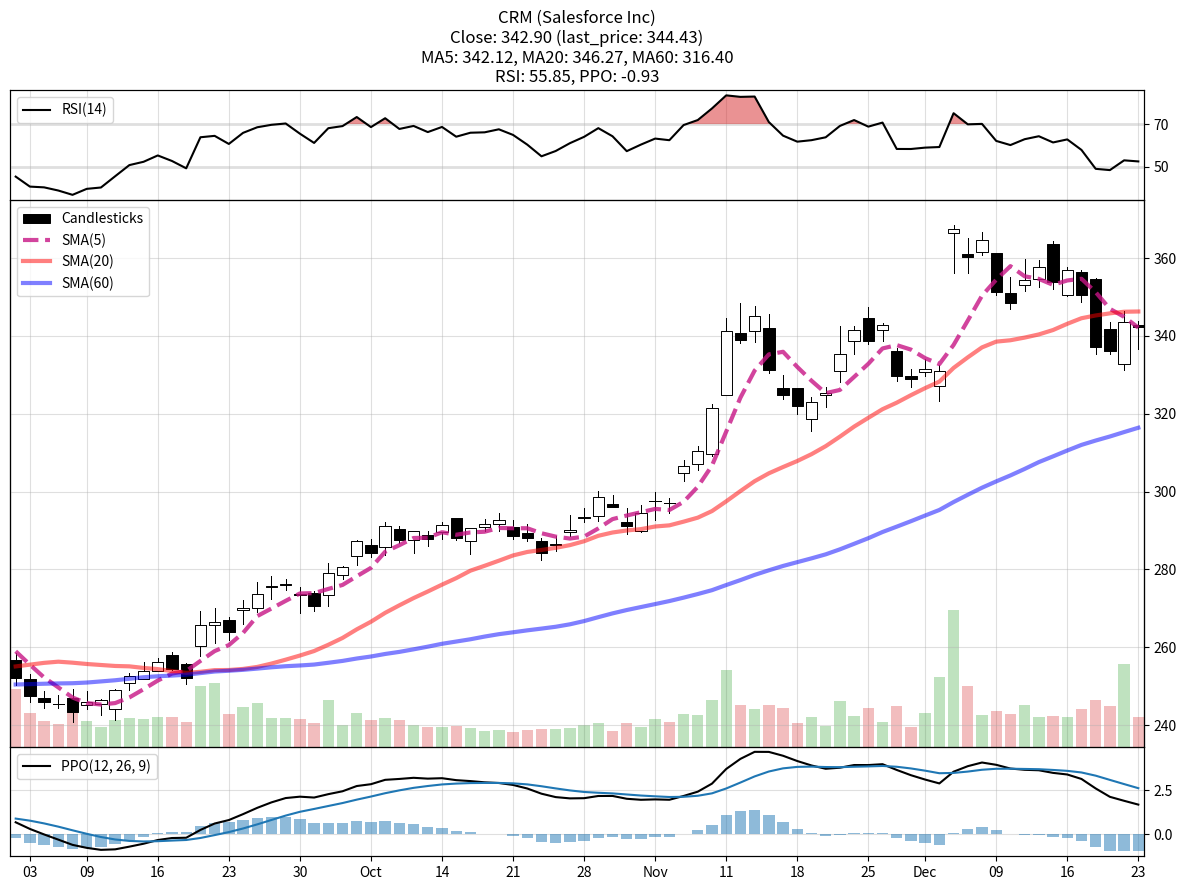 CRM (Salesforce Inc)
Close: 342.90 (last_price: 344.43)
MA5: 342.12, MA20: 346.27, MA60: 316.40
RSI: 55.85, PPO: -0.93
RSI(14)
70
50
Candlesticks
SMA(5)
SMA(20)
SMA(60)
360
340
320
300
280
260
240
PPO(12, 26, 9)
2.5
0.0
03 09 16 23 30 Oct 14 21 28 Nov 11 18 25 Dec 09 16 23